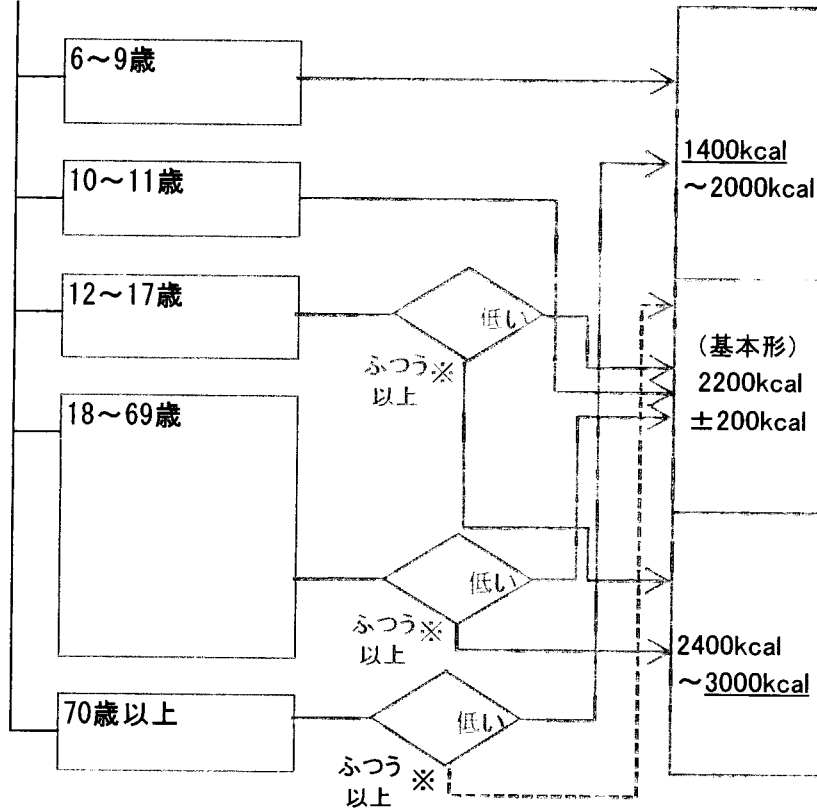 6～9歳
1400kcal
～2000kcal
10～11歳
12～17歳
低い
ふつう※
以上
(基本形)
2200kcal
±200kcal
18～69歳
低い
ふつう※
以上
2400kcal
～3000kcal
70歳以上
低い
ふつう※
以上